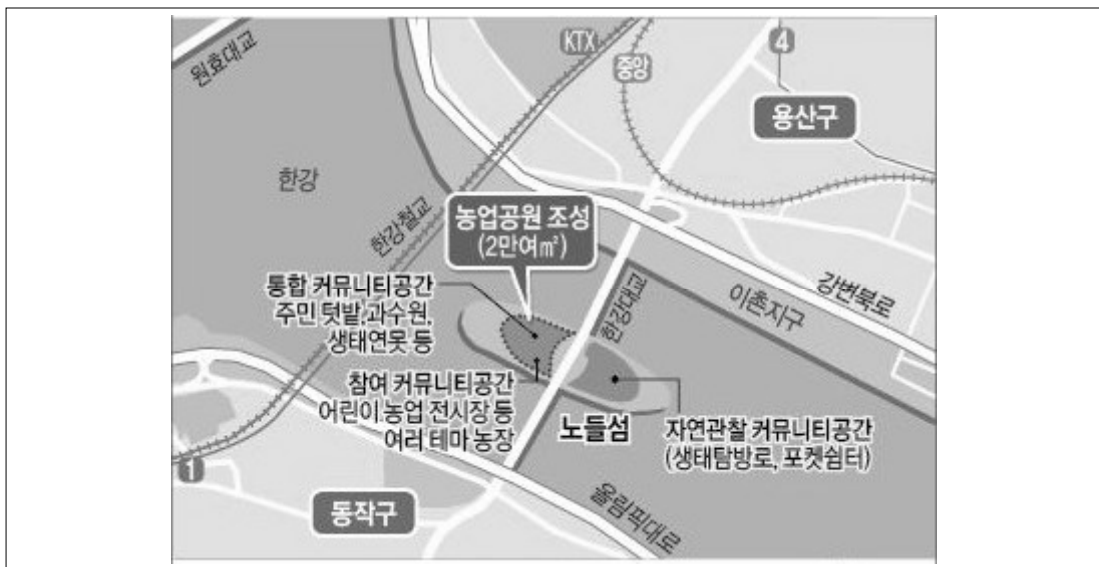 원효대교
KTX
4
중앙
용산구
한강
한강철교
농업공원 조성
(2만여㎡)
통합 커뮤니티공간
주민 텃밭,과수원,
생태연못 등
한강대교
이촌지구
강변북로
참여 커뮤니티공간
어린이 농업 전시장 등
여러 테마 농장
노들섬
자연관찰 커뮤니티공간
(생태탐방로, 포켓쉼터)
1
동작구
올림픽대로